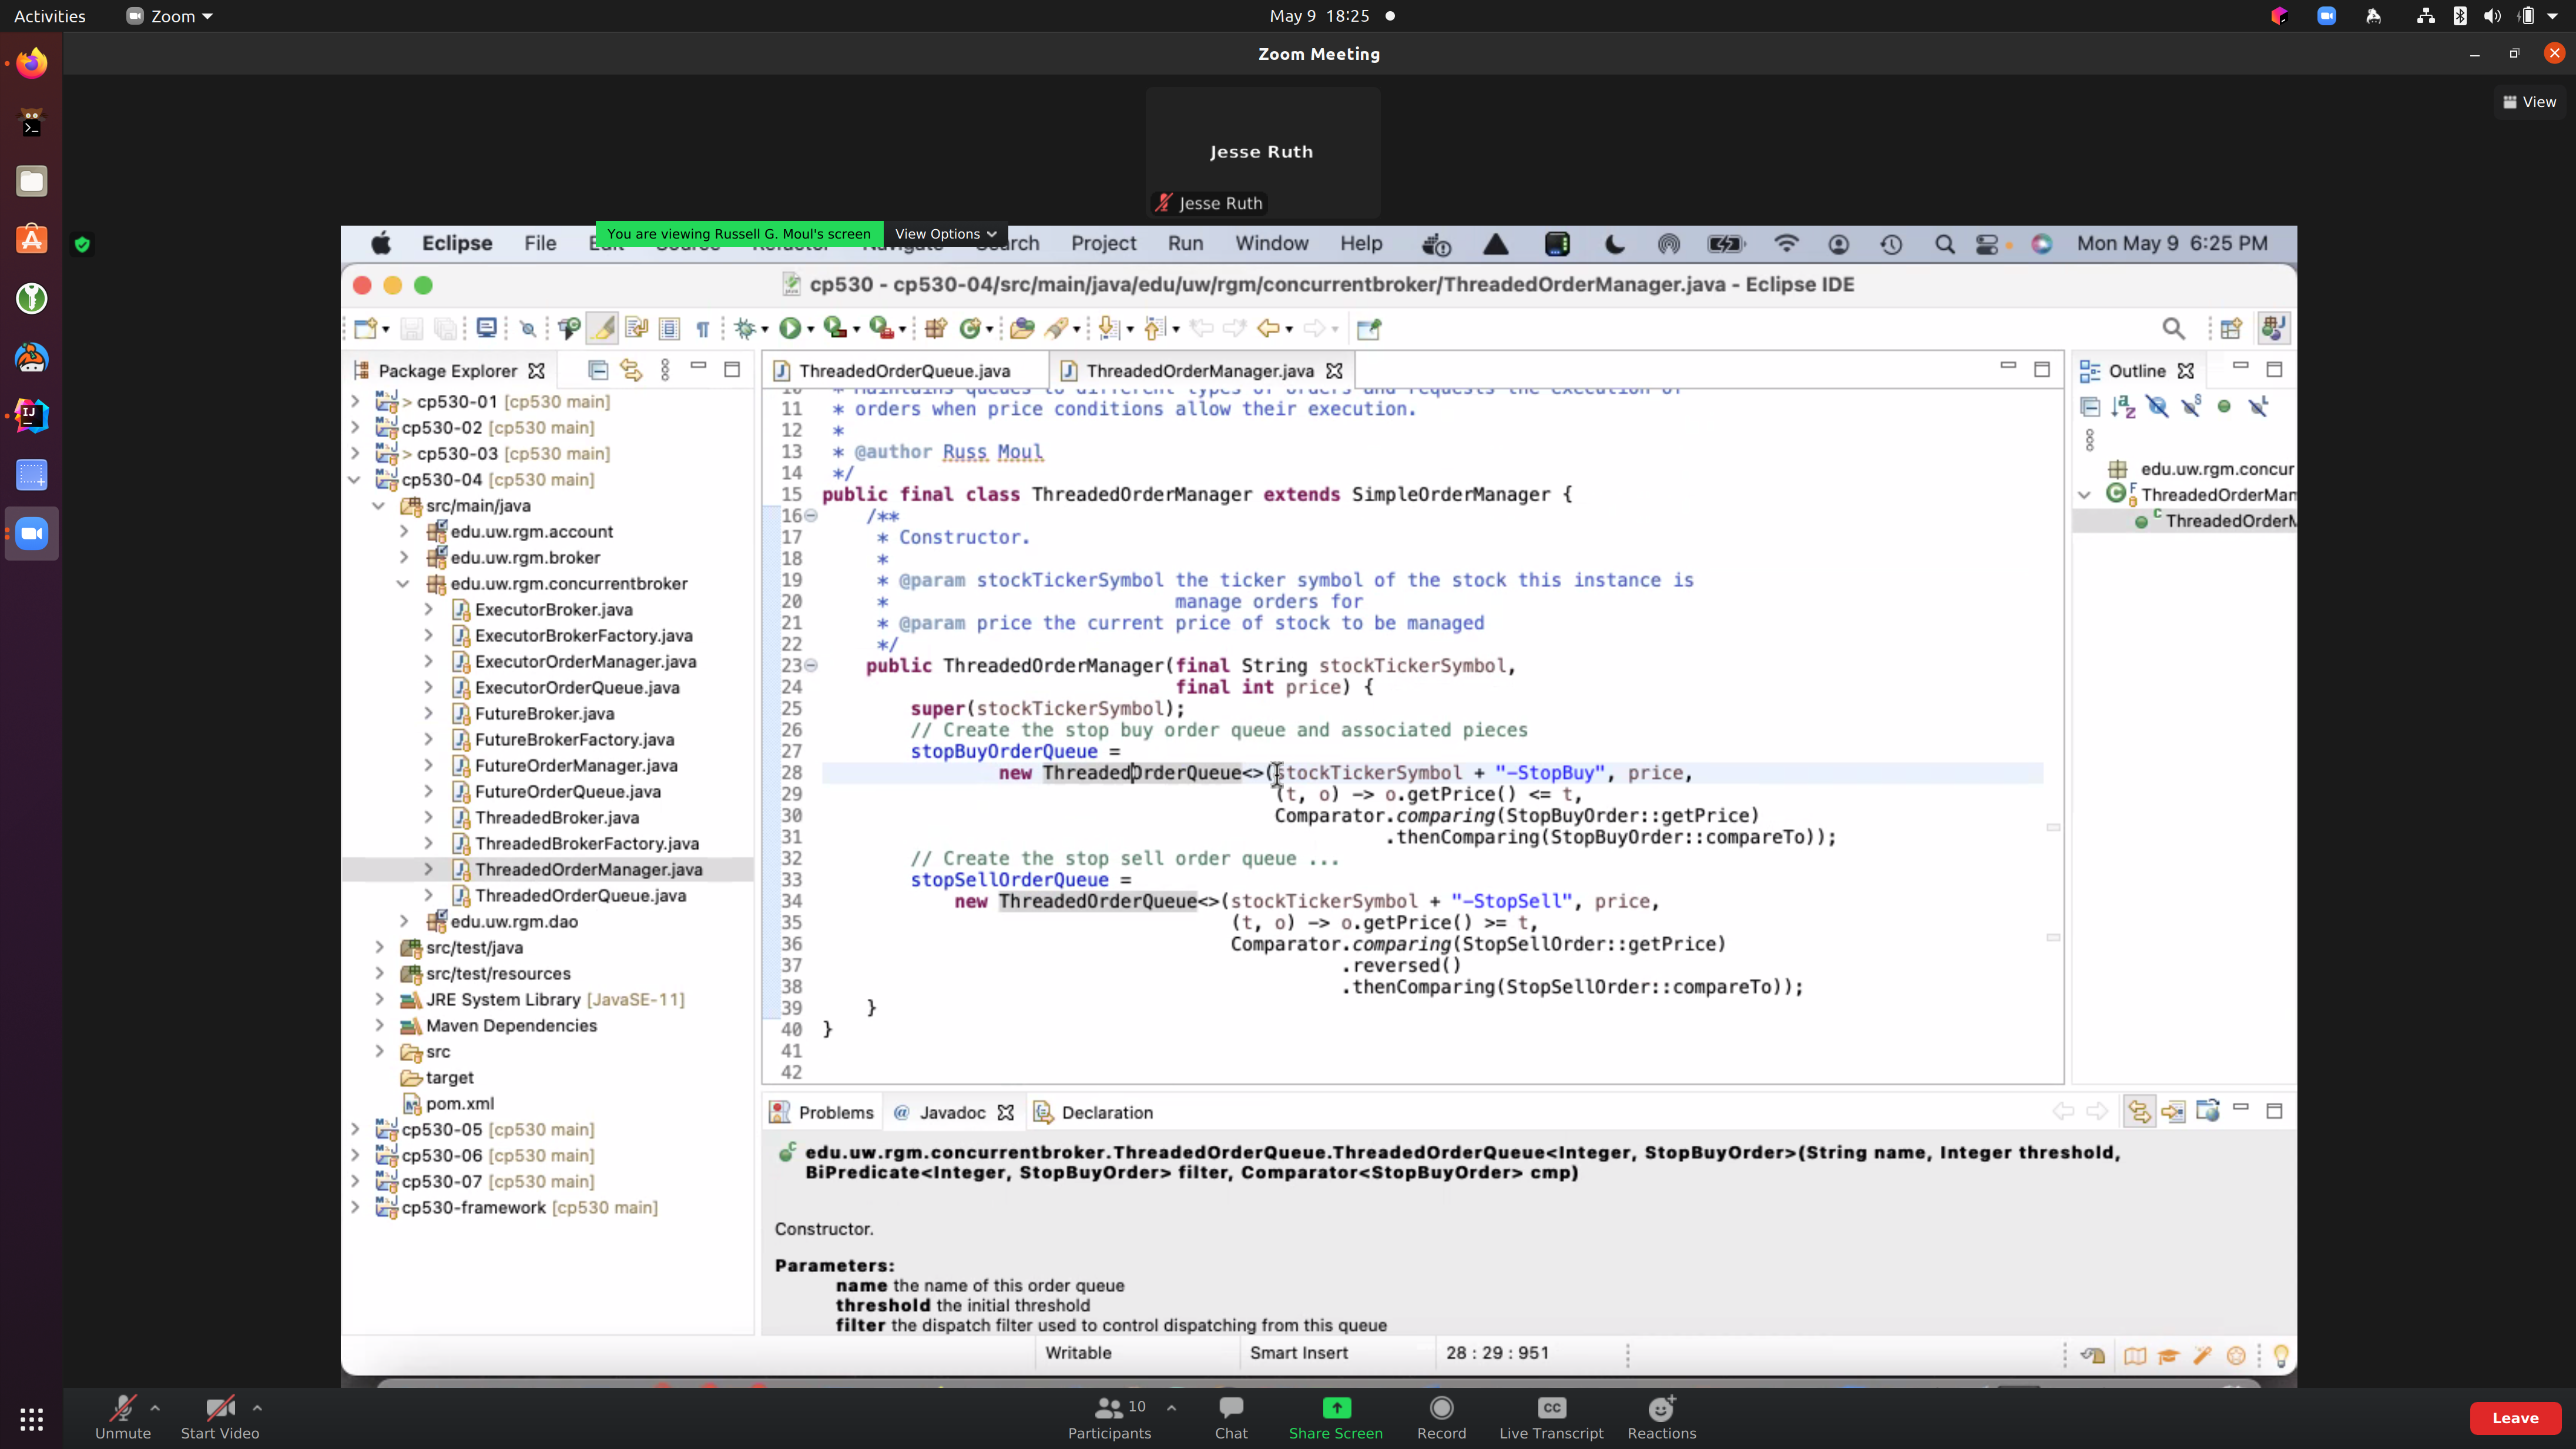 Activities
Zoom
May 9 18:25
Zoom Meeting
View
Jesse Ruth
Jesse Ruth
You are viewing Russell G. Moul's screen
View Options
Eclipse File Project Run Window Help Mon May 9 6:25 PM
cp530 - cp530-04/src/main/java/edu/uw/rgm/concurrentbroker/ThreadedOrderManager.java - Eclipse IDE
Package Explorer
> cp530-01 [cp530 main]
cp530-02 [cp530 main]
> cp530-03 [cp530 main]
cp530-04 [cp530 main]
src/main/java
edu.uw.rgm.account
edu.uw.rgm.broker
edu.uw.rgm.concurrentbroker
ExecutorBroker.java
ExecutorBrokerFactory.java
ExecutorOrderManager.java
ExecutorOrderQueue.java
FutureBroker.java
FutureBrokerFactory.java
FutureOrderManager.java
FutureOrderQueue.java
ThreadedBroker.java
ThreadedBrokerFactory.java
ThreadedOrderManager.java
ThreadedOrderQueue.java
edu.uw.rgm.dao
src/test/java
src/test/resources
JRE System Library [JavaSE-11]
Maven Dependencies
src
target
pom.xml
cp530-05 [cp530 main]
cp530-06 [cp530 main]
cp530-07 [cp530 main]
cp530-framework [cp530 main]
ThreadedOrderQueue.java
ThreadedOrderManager.java
10 * Maintains queues to different types of orders and requests the execution of
11 * orders when price conditions allow their execution.
12 *
13 * @author Russ Moul
14 */
15 public final class ThreadedOrderManager extends SimpleOrderManager {
16 /**
17 * Constructor.
18 *
19 * @param stockTickerSymbol the ticker symbol of the stock this instance is
20 * manage orders for
21 * @param price the current price of stock to be managed
22 */
23 public ThreadedOrderManager(final String stockTickerSymbol,
24 final int price) {
25 super(stockTickerSymbol);
26 // Create the stop buy order queue and associated pieces
27 stopBuyOrderQueue =
28 new ThreadedOrderQueue<>(stockTickerSymbol + "-StopBuy", price,
29 (t, o) -> o.getPrice() <= t,
30 Comparator.comparing(StopBuyOrder::getPrice)
31 .thenComparing(StopBuyOrder::compareTo));
32 // Create the stop sell order queue ...
33 stopSellOrderQueue =
34 new ThreadedOrderQueue<>(stockTickerSymbol + "-StopSell", price,
35 (t, o) -> o.getPrice() >= t,
36 Comparator.comparing(StopSellOrder::getPrice)
37 .reversed()
38 .thenComparing(StopSellOrder::compareTo));
39 }
40 }
41
42
Outline
edu.uw.rgm.concur
ThreadedOrderMan
ThreadedOrderM
Problems
@ Javadoc
Declaration
edu.uw.rgm.concurrentbroker.ThreadedOrderQueue.ThreadedOrderQueue<Integer, StopBuyOrder>(String name, Integer threshold,
BiPredicate<Integer, StopBuyOrder> filter, Comparator<StopBuyOrder> cmp)
Constructor.
Parameters:
name the name of this order queue
threshold the initial threshold
filter the dispatch filter used to control dispatching from this queue
Writable
Smart Insert
28 : 29 : 951
Unmute
Start Video
Participants 10
Chat
Share Screen
Record
CC
Live Transcript
Reactions
Leave